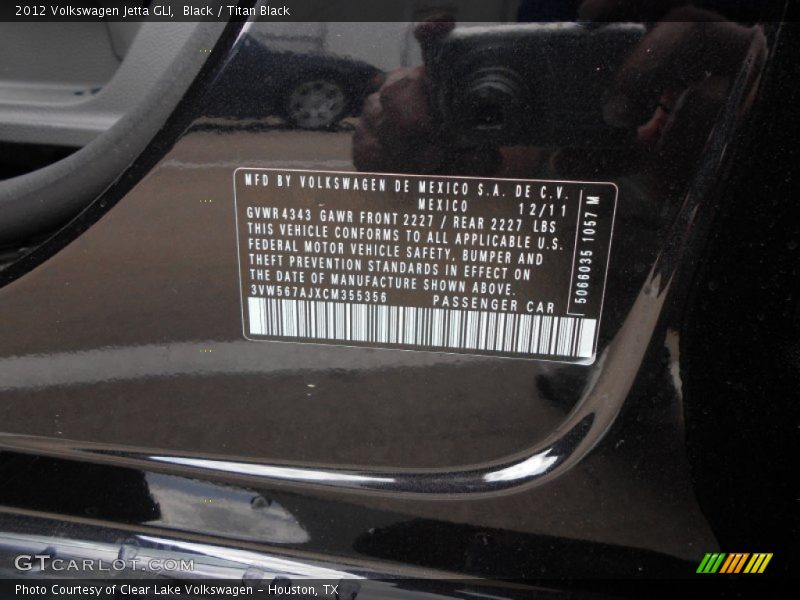 2012 Volkswagen Jetta GLI, Black / Titan Black
MFD BY VOLKSWAGEN DE MEXICO S.A. DE C.V.
MEXICO 12/11
GVWR 4343 GAWR FRONT 2227 / REAR 2227 LBS
THIS VEHICLE CONFORMS TO ALL APPLICABLE U.S.
FEDERAL MOTOR VEHICLE SAFETY, BUMPER AND
THEFT PREVENTION STANDARDS IN EFFECT ON
THE DATE OF MANUFACTURE SHOWN ABOVE.
3VW567AJXCM355356 PASSENGER CAR
5066035 1057 M
GTCARLOT.COM
Photo Courtesy of Clear Lake Volkswagen - Houston, TX